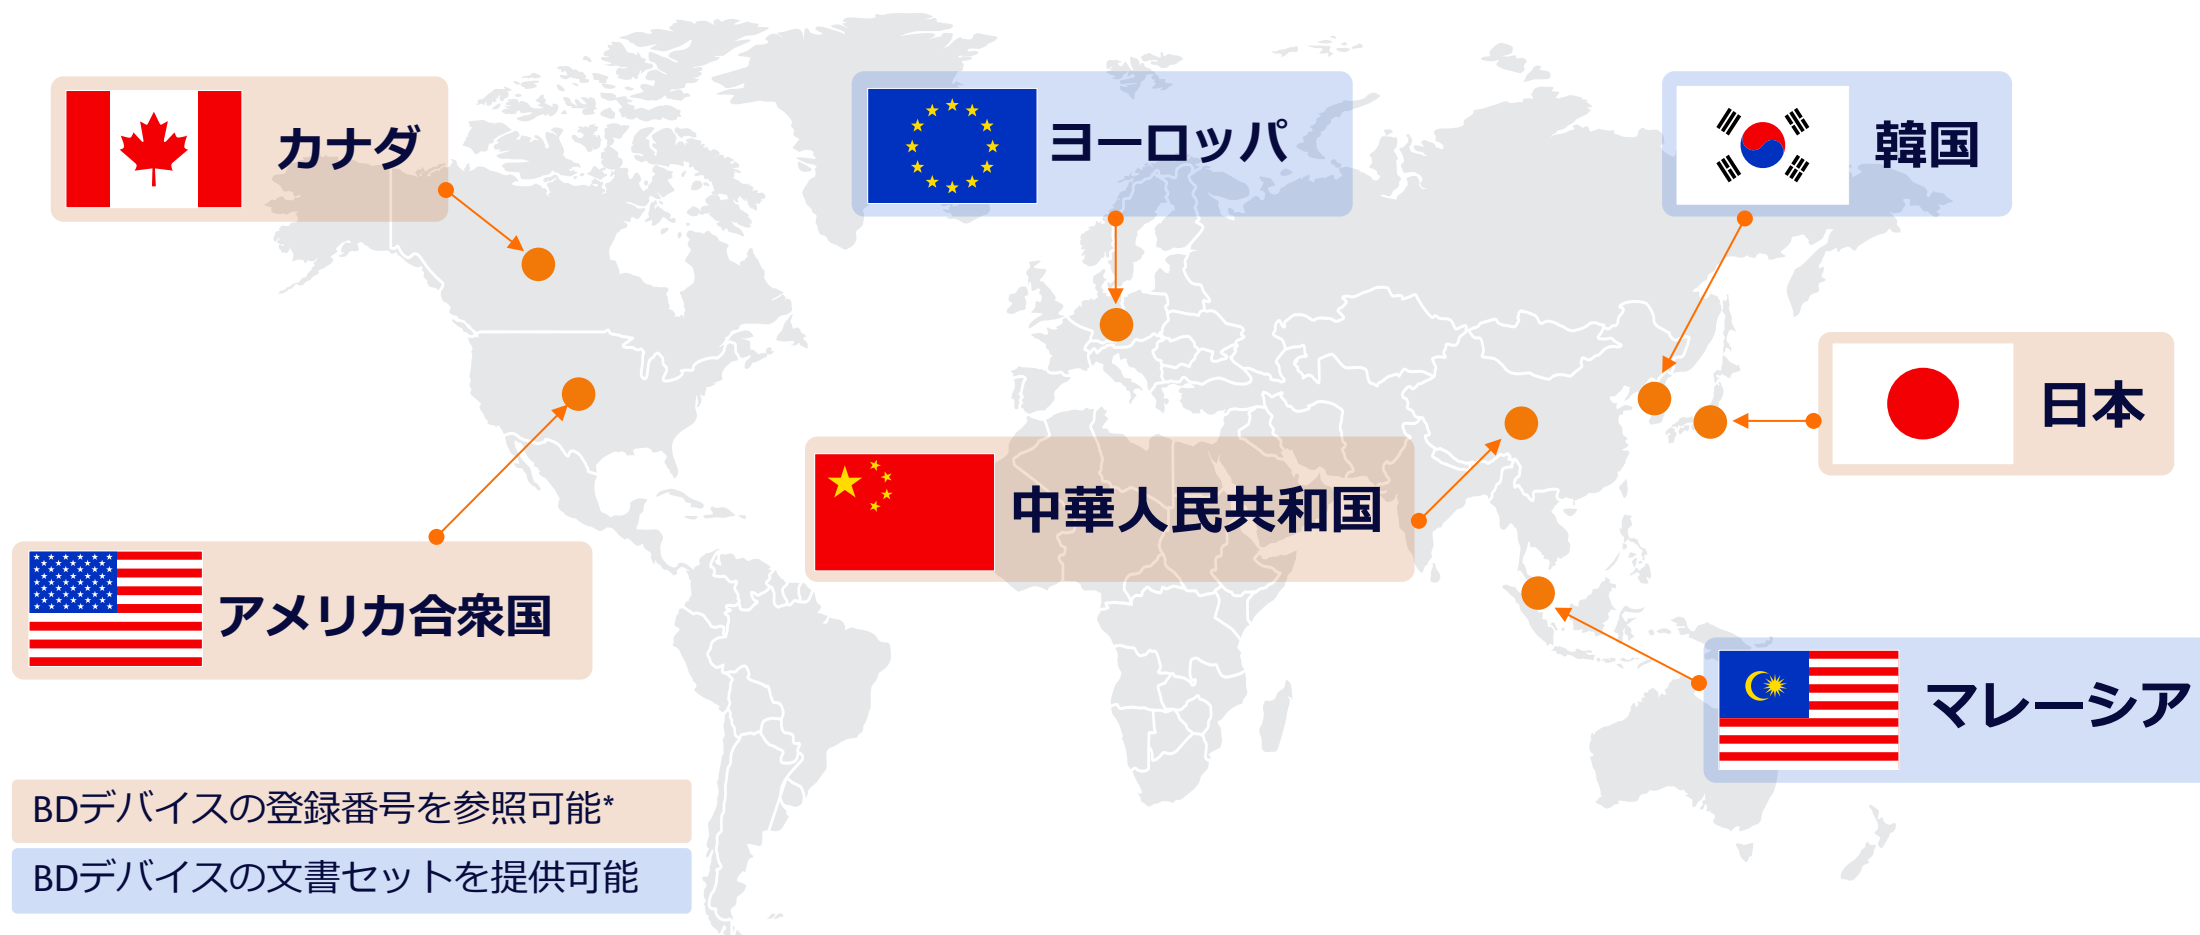 カナダ
ヨーロッパ
韓国
日本
中華人民共和国
アメリカ合衆国
マレーシア
BDデバイスの登録番号を参照可能*
BDデバイスの文書セットを提供可能